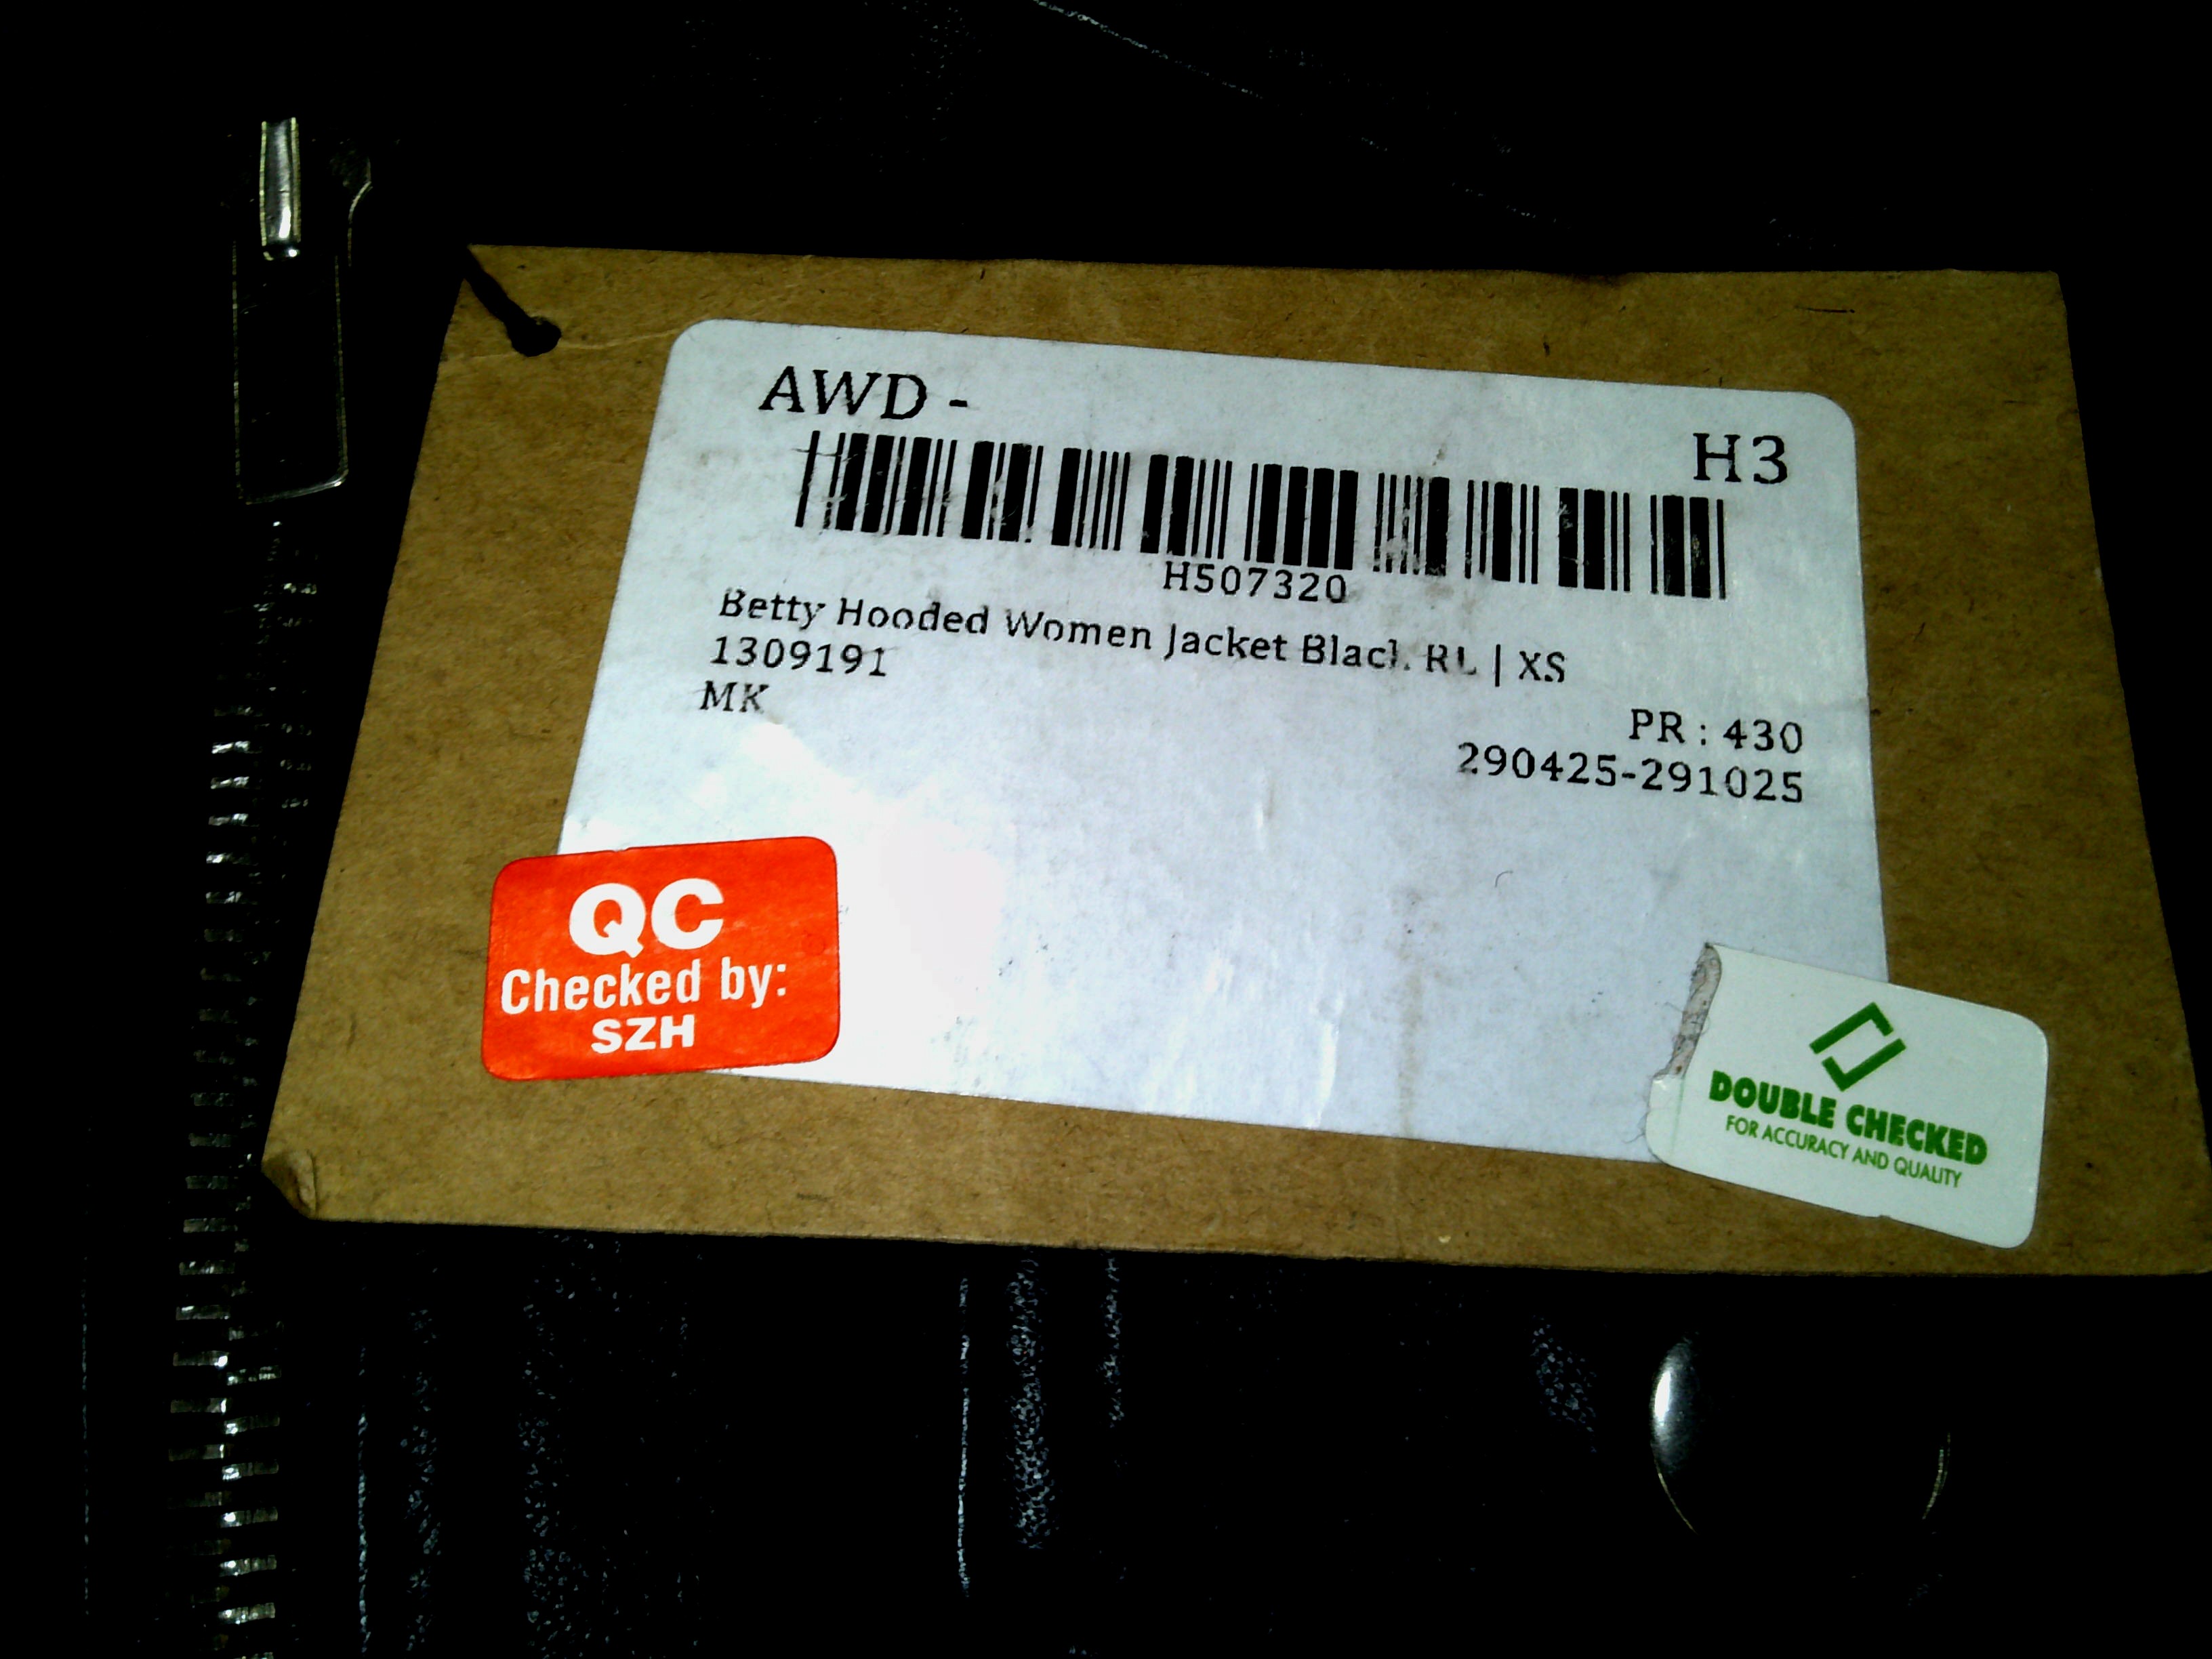 AWD -
H3
H507320
Betty Hooded Women Jacket Black RL | XS
1309191
MK
PR : 430
290425-291025
QC
Checked by:
SZH
DOUBLE CHECKED
FOR ACCURACY AND QUALITY